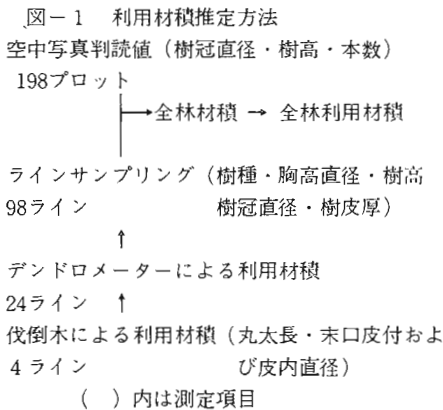 図－1　利用材積推定方法
空中写真判読値（樹冠直径・樹高・本数）
198プロット
→全林材積 → 全林利用材積
ラインサンプリング（樹種・胸高直径・樹高
98ライン　樹冠直径・樹皮厚）
↑
デンドロメーターによる利用材積
24ライン　↑
伐倒木による利用材積（丸太長・末口皮付およ
4ライン　び皮内直径）
（　）内は測定項目